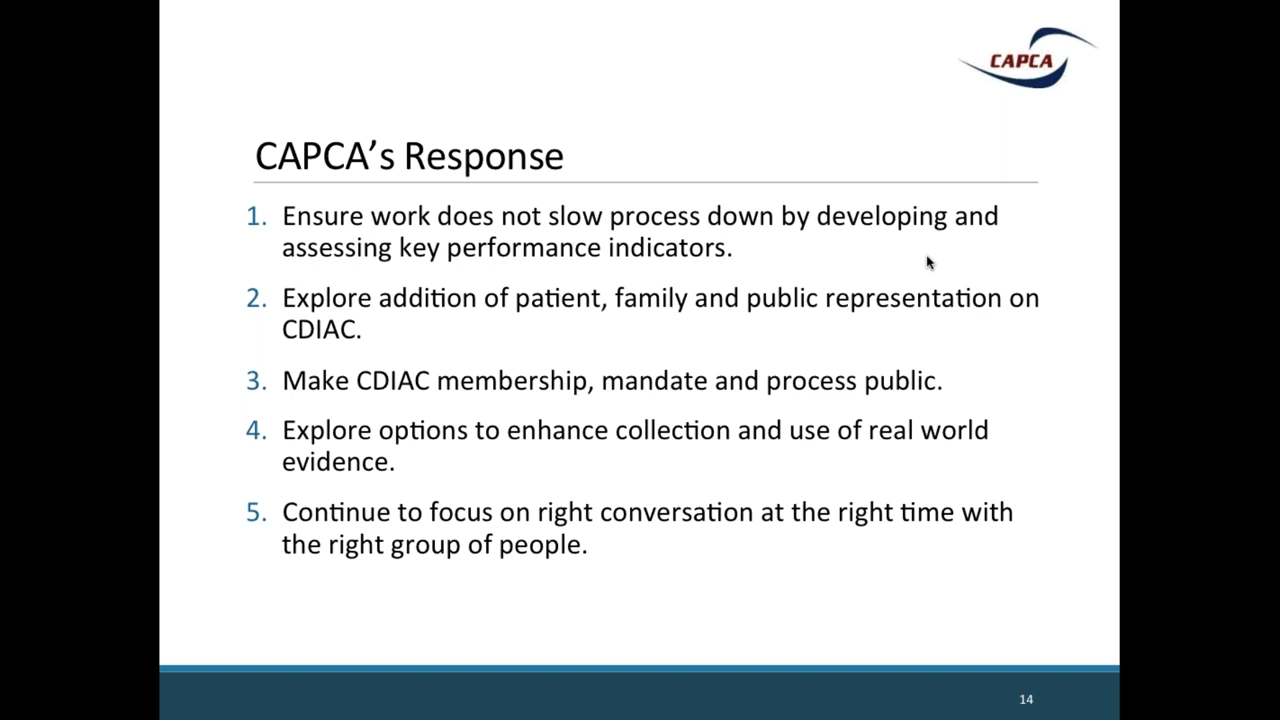 CAPCA
CAPCA’s Response
1. Ensure work does not slow process down by developing and
assessing key performance indicators.
2. Explore addition of patient, family and public representation on
CDIAC.
3. Make CDIAC membership, mandate and process public.
4. Explore options to enhance collection and use of real world
evidence.
5. Continue to focus on right conversation at the right time with
the right group of people.
14